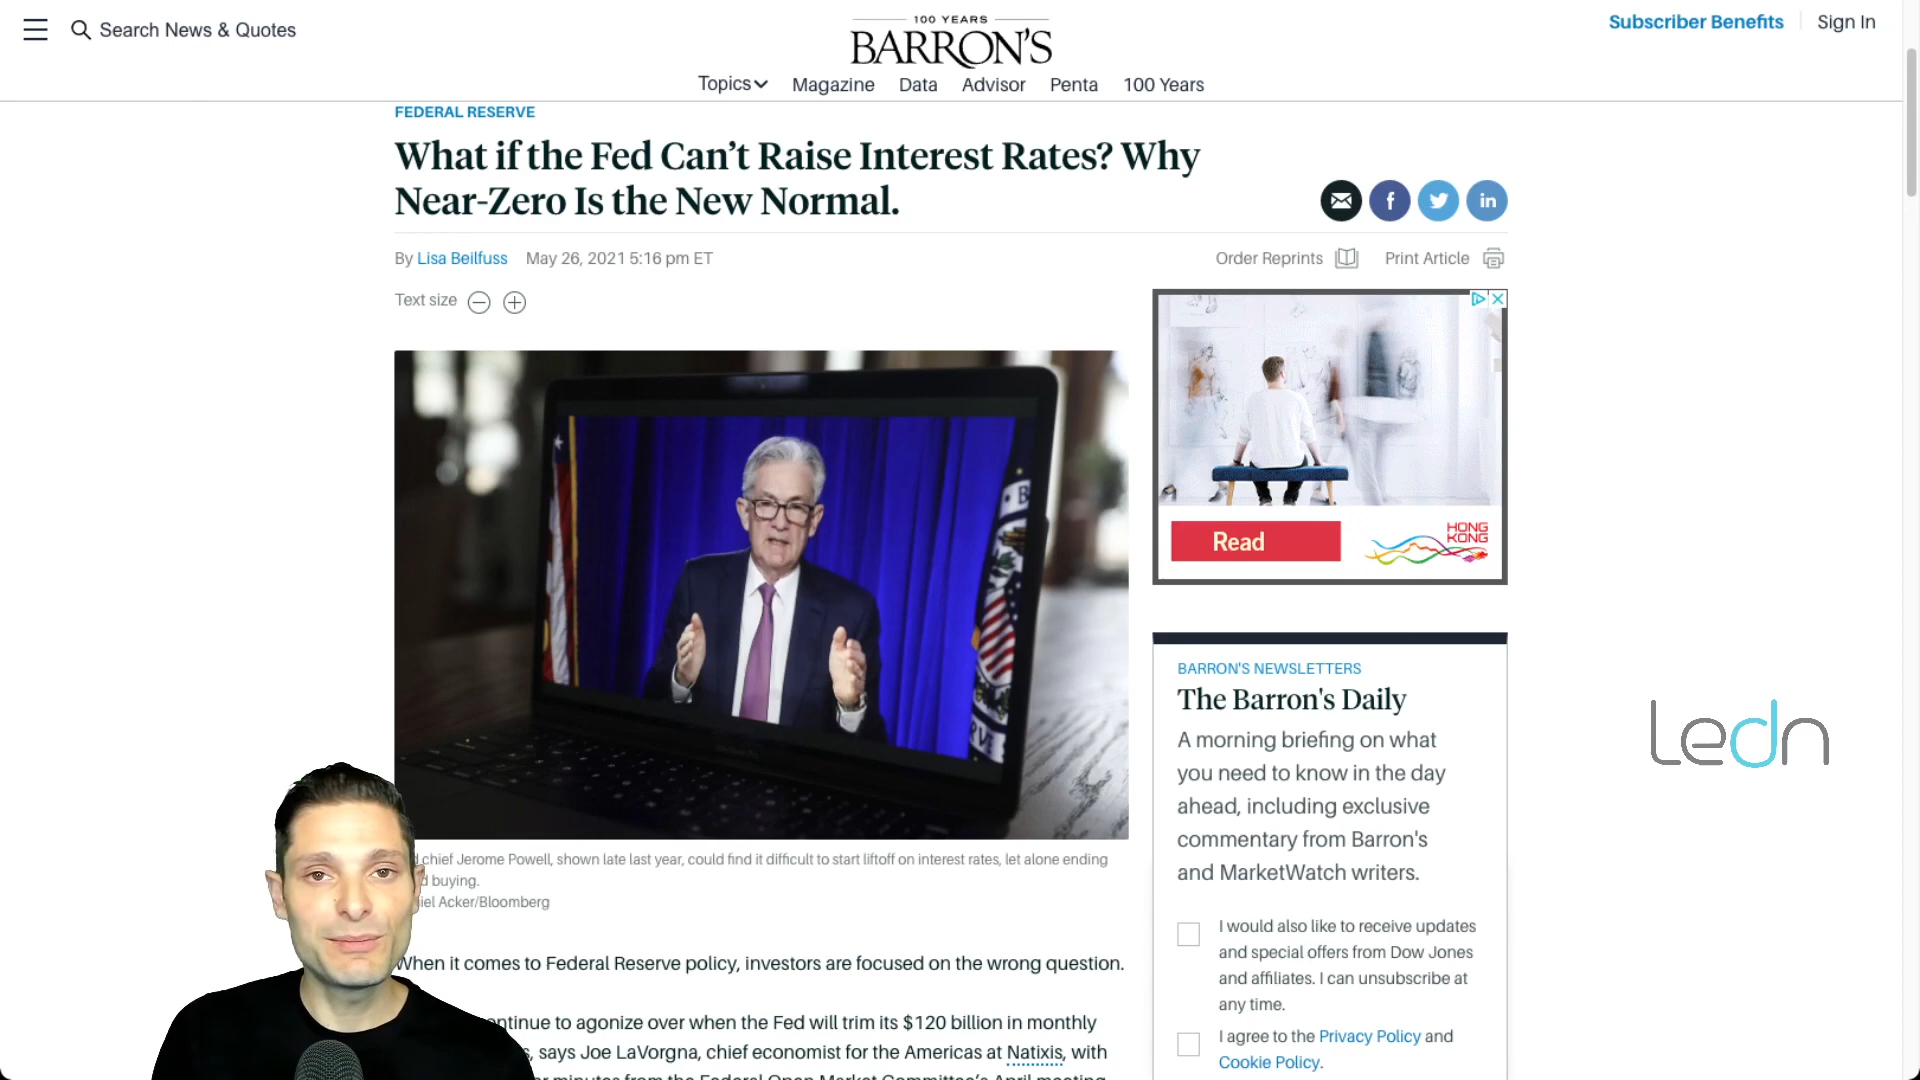 Search News & Quotes
100 YEARS
BARRON'S
Subscriber Benefits
Sign In
Topics
Magazine
Data
Advisor
Penta
100 Years
FEDERAL RESERVE
What if the Fed Can't Raise Interest Rates? Why
Near-Zero Is the New Normal.
By Lisa Beilfuss May 26, 2021 5:16 pm ET
Order Reprints
Print Article
Text size
Read
HONG
KONG
chief Jerome Powell, shown late last year, could find it difficult to start liftoff on interest rates, let alone ending
buying.
Acker/Bloomberg
When it comes to Federal Reserve policy, investors are focused on the wrong question.
to agonize over when the Fed will trim its $120 billion in monthly
, says Joe LaVorgna, chief economist for the Americas at Natixis, with
minutes from the Federal Open Market Committee's April meeting
BARRON'S NEWSLETTERS
The Barron's Daily
A morning briefing on what
you need to know in the day
ahead, including exclusive
commentary from Barron's
and MarketWatch writers.
I would also like to receive updates
and special offers from Dow Jones
and affiliates. I can unsubscribe at
any time.
I agree to the Privacy Policy and
Cookie Policy.
ledn